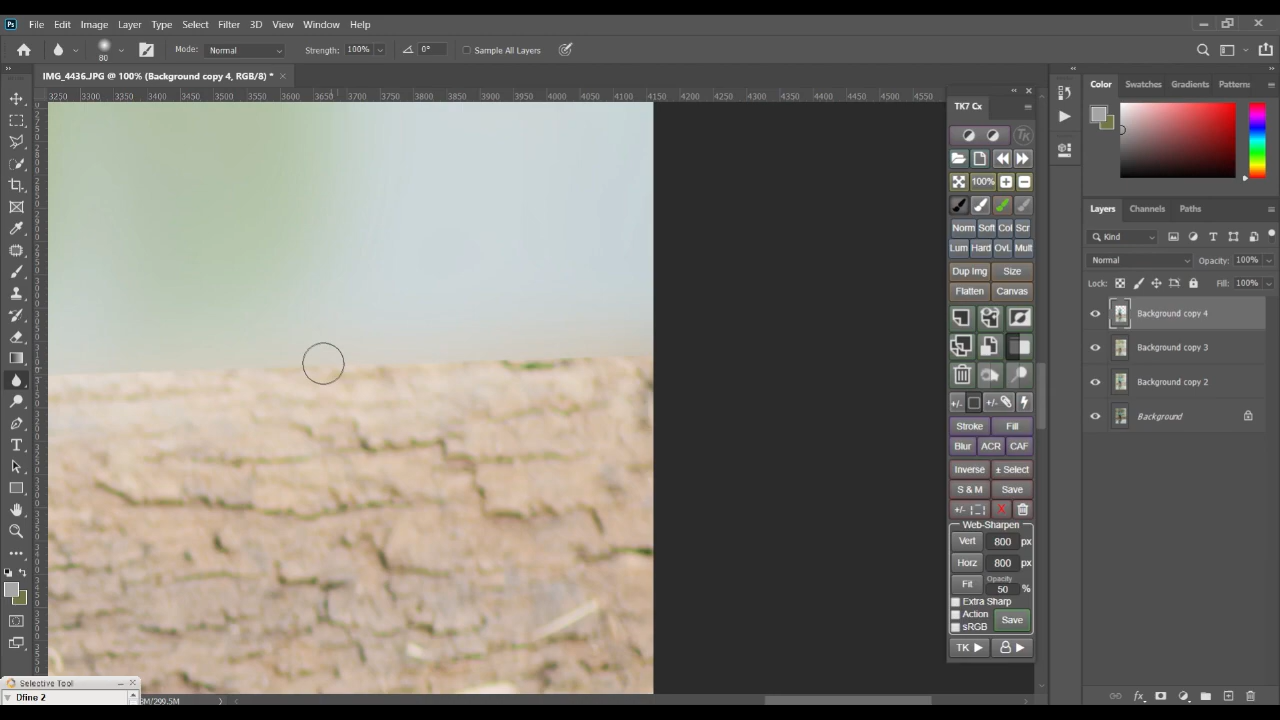 Ps File Edit Image Layer Type Select Filter 3D View Window Help
80 Mode: Normal Strength: 100% 0° Sample All Layers
IMG_4436.JPG @ 100% (Background copy 4, RGB/8) *
3250 3300 3350 3400 3450 3500 3550 3600 3650 3700 3750 3800 3850 3900 3950 4000 4050 4100 4150 4200 4250 4300 4350 4400 4450 4500 4550
TK7 Cx
TK
100%
Norm Soft Col Scr
Lum Hard OvL Mult
Dup Img Size
Flatten Canvas
+/- +/-
Stroke Fill
Blur ACR CAF
Inverse ± Select
S & M Save
+/- X
Web-Sharpen
Vert 800 px
Horz 800 px
Opacity
Fit 50 %
Extra Sharp
Action
sRGB
Save
TK
Color Swatches Gradients Patterns
Layers Channels Paths
Kind
Normal Opacity: 100%
Lock: Fill: 100%
Background copy 4
Background copy 3
Background copy 2
Background
fx
Selective Tool
Dfine 2
M/299.5M